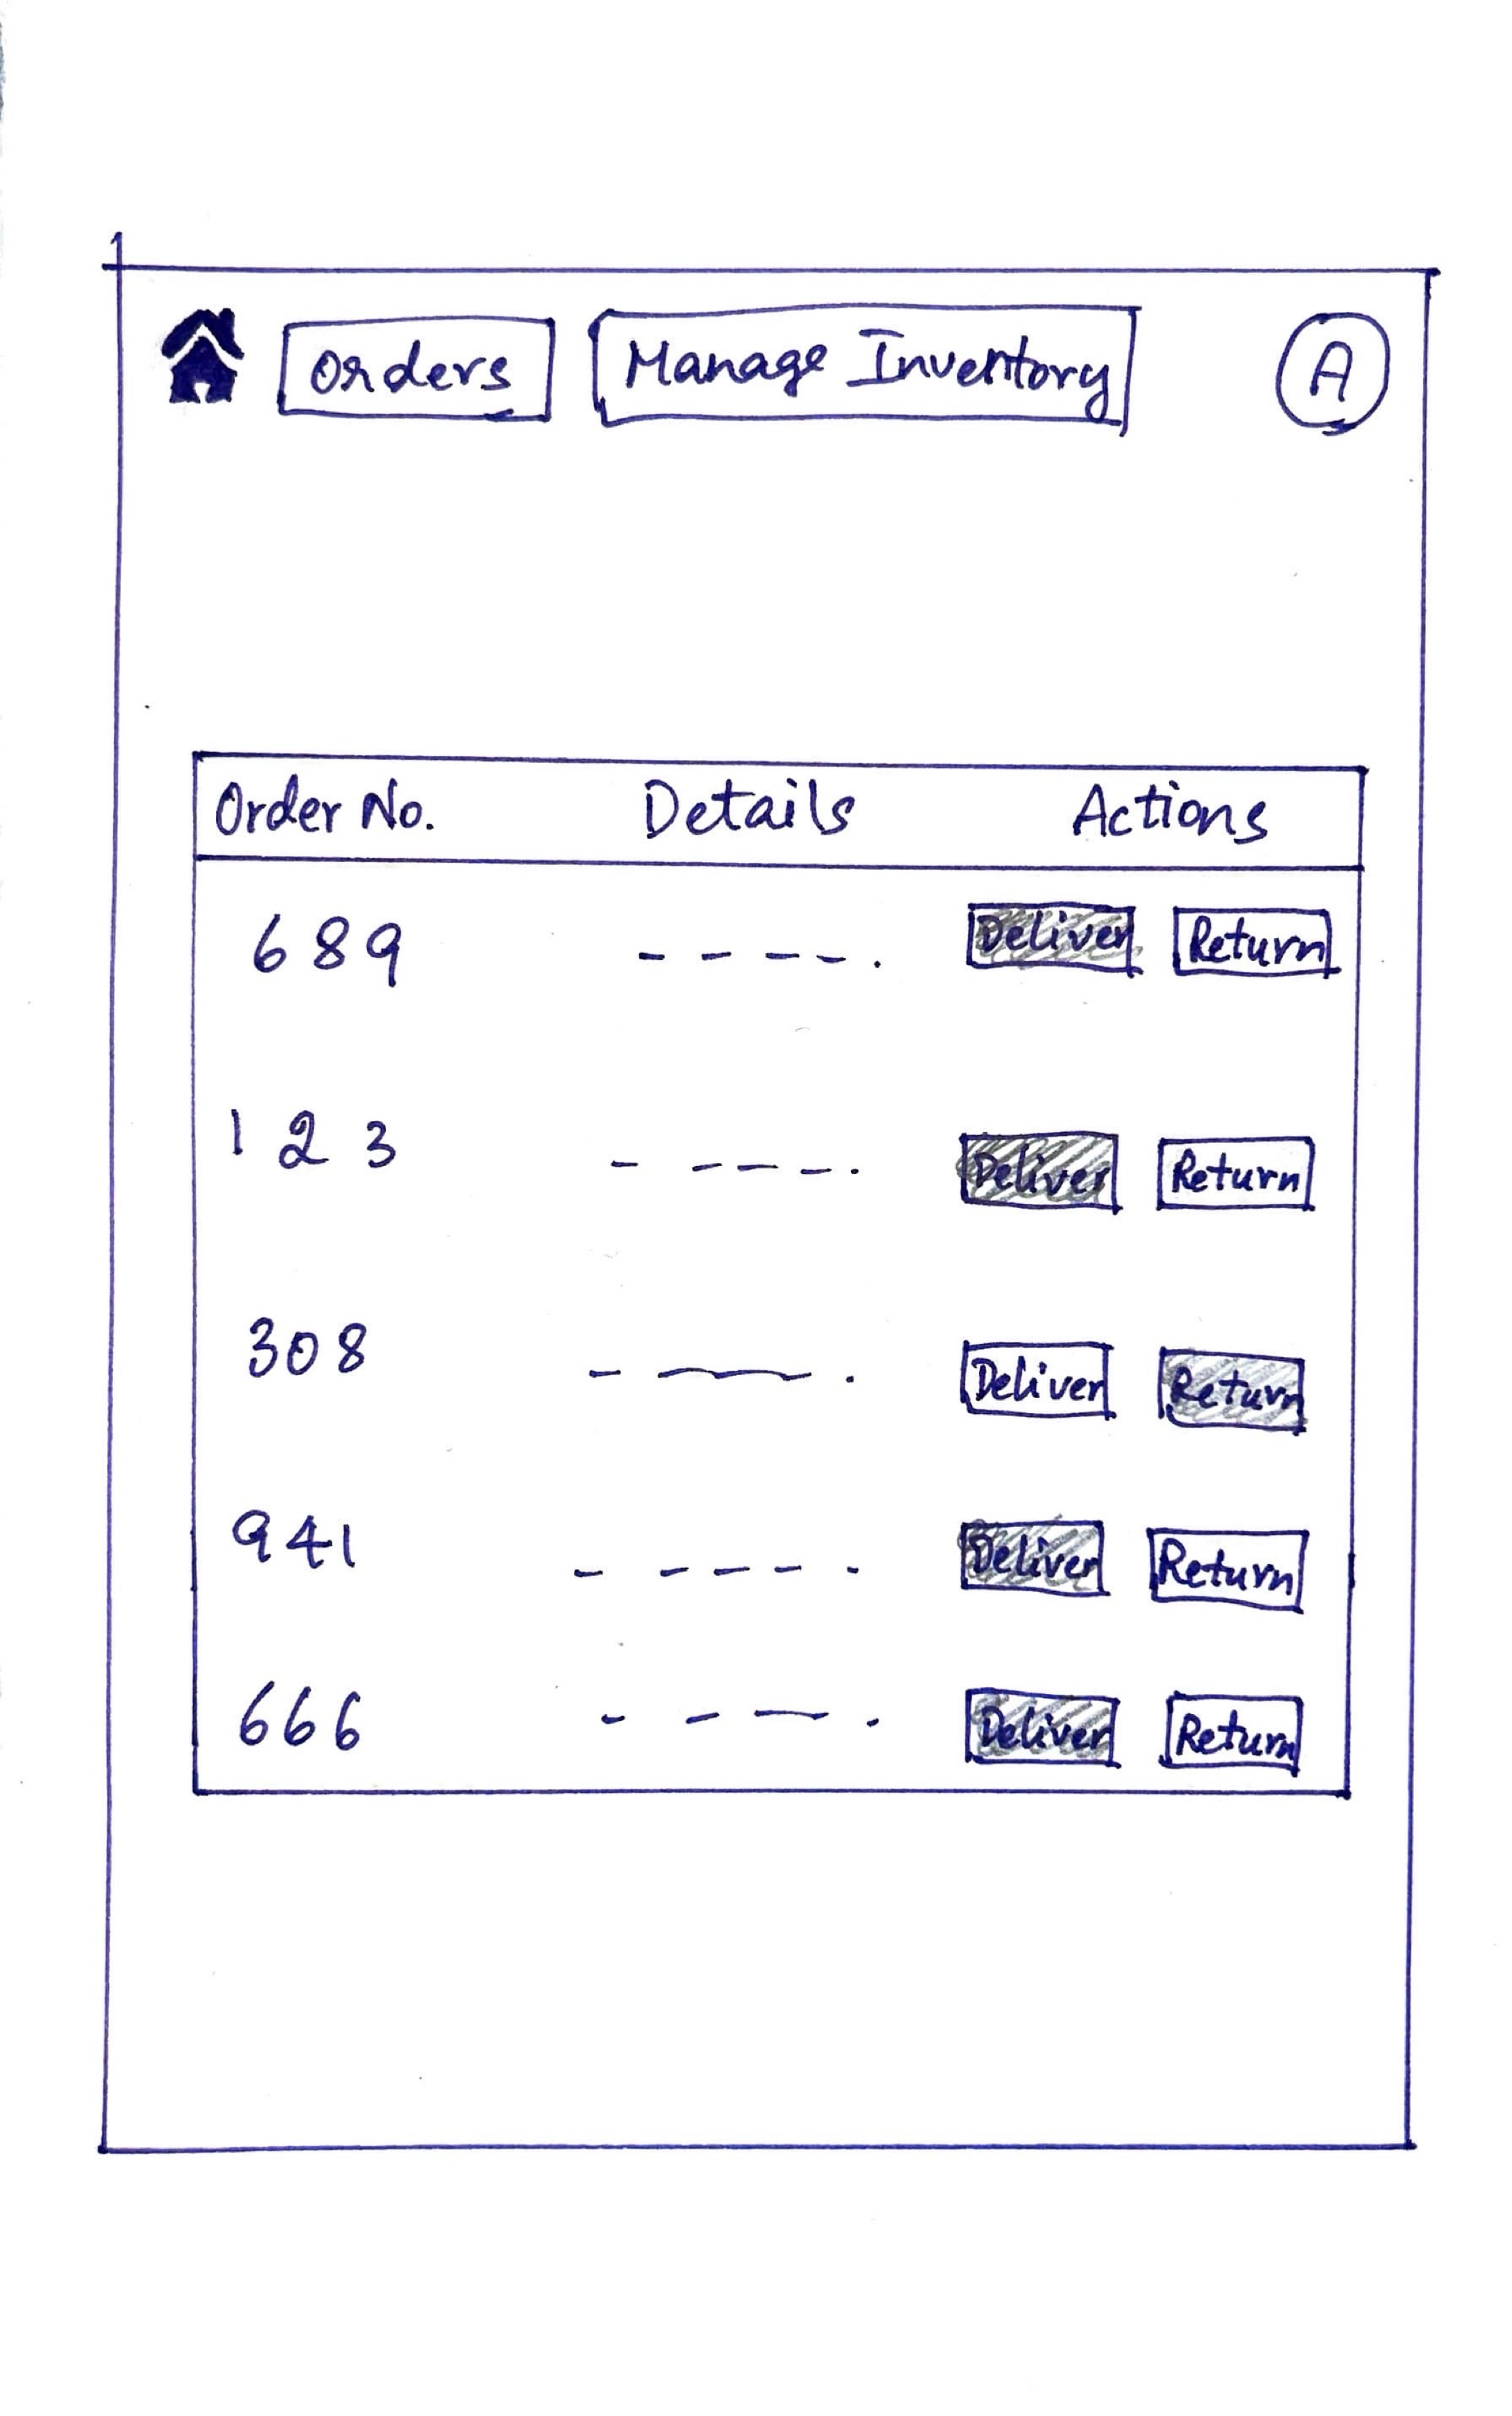 Orders Manage Inventory A
Order No. Details Actions
689 ----. Deliver Return
123 - ---. Deliver Return
308 - —. Deliver Return
941 - ----. Deliver Return
666 - - —. Deliver Return